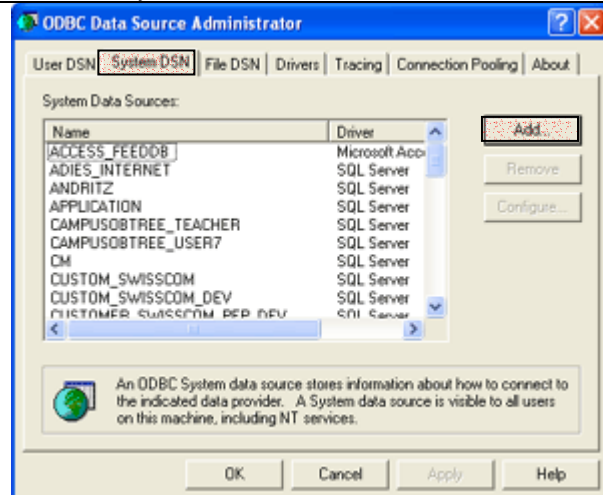 ODBC Data Source Administrator
User DSN System DSN File DSN Drivers Tracing Connection Pooling About
System Data Sources:
Name Driver
ACCESS_FEEDDB Microsoft Acc
ADIES_INTERNET SQL Server
ANDRITZ SQL Server
APPLICATION SQL Server
CAMPUSOBTREE_TEACHER SQL Server
CAMPUSOBTREE_USER7 SQL Server
CM SQL Server
CUSTOM_SWISSCOM SQL Server
CUSTOM_SWISSCOM_DEV SQL Server
CUSTOMER_SWISSCOM_PEP_DEV SQL Server
Add...
Remove
Configure...
An ODBC System data source stores information about how to connect to
the indicated data provider. A System data source is visible to all users
on this machine, including NT services.
OK Cancel Apply Help